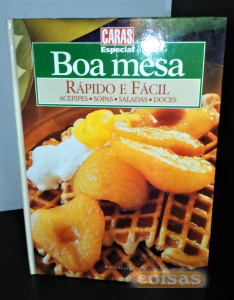 CARAS
Especial
Boa mesa
RÁPIDO E FÁCIL
ACEPIPES • SOPAS • SALADAS • DOCES
coisas